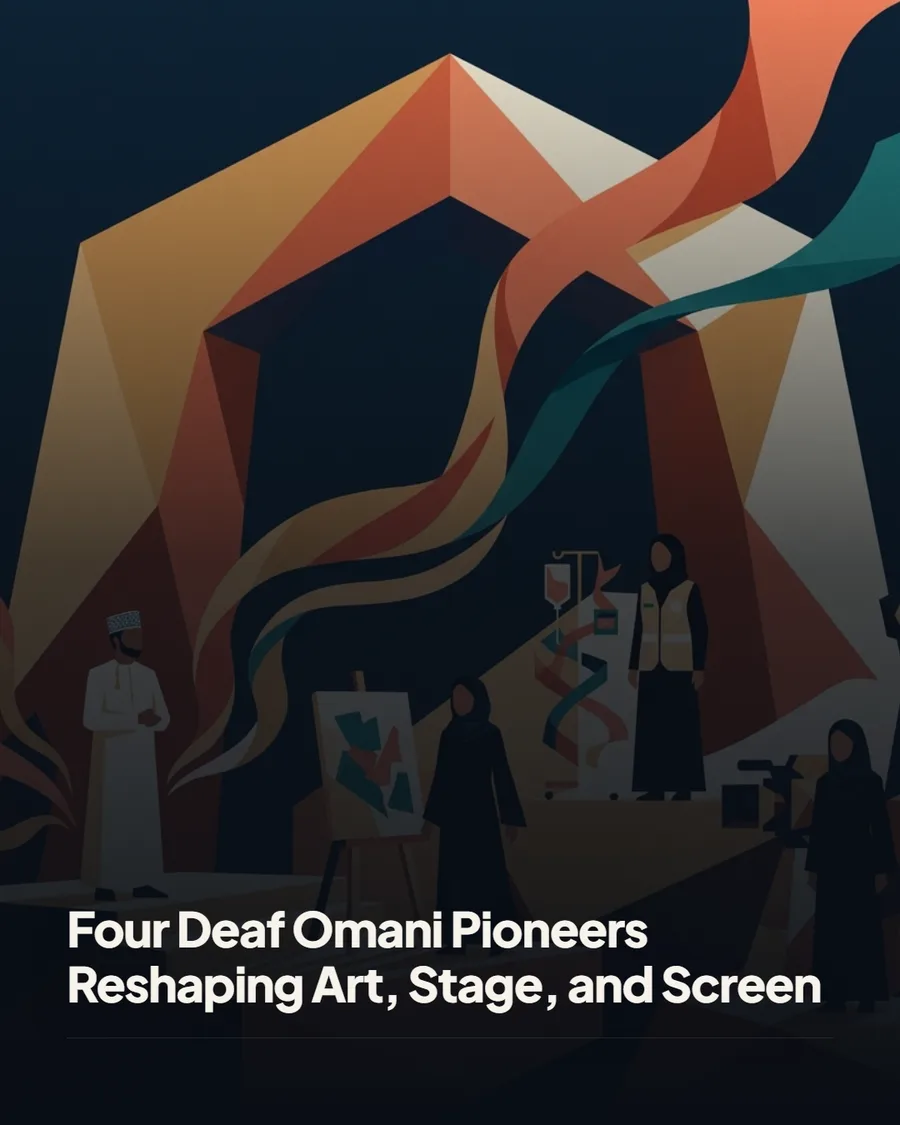 Four Deaf Omani Pioneers
Reshaping Art, Stage, and Screen